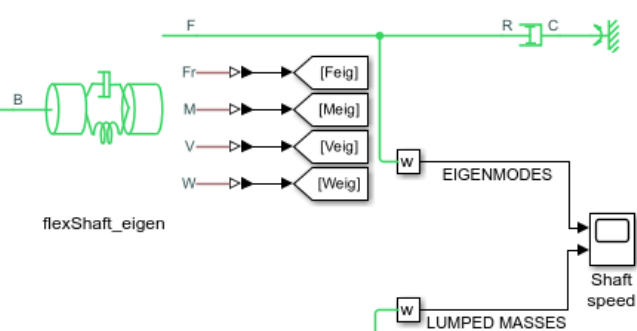 F
R
C
Fr
[Feig]
B
M
[Meig]
V
[Veig]
W
[Weig]
w
EIGENMODES
flexShaft_eigen
Shaft
speed
w
LUMPED MASSES